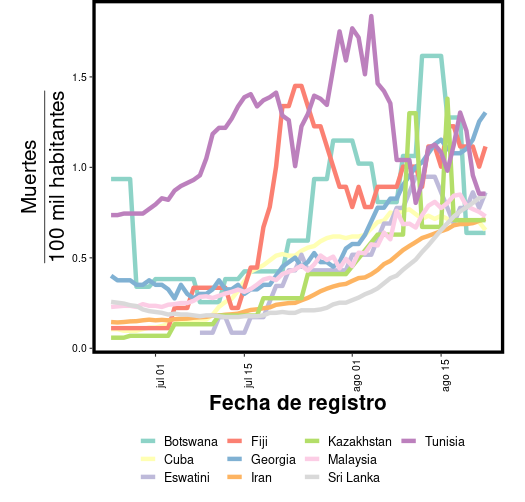 Muertes
100 mil habitantes
1.5
1.0
0.5
0.0
jul 01
jul 15
ago 01
ago 15
Fecha de registro
Botswana Fiji Kazakhstan Tunisia
Cuba Georgia Malaysia
Eswatini Iran Sri Lanka